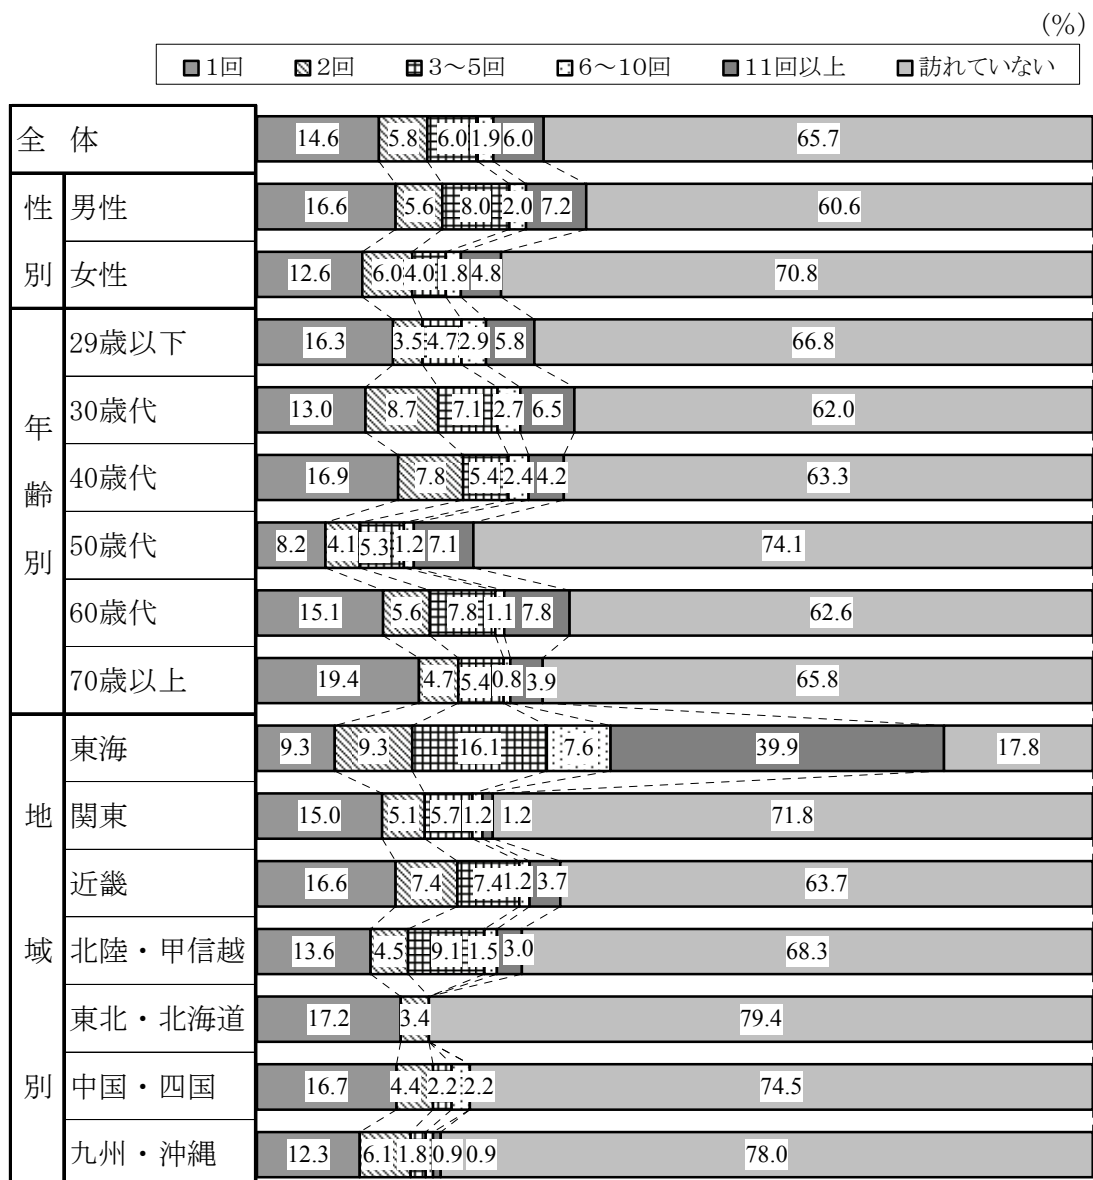 (%)
1回 2回 3～5回 6～10回 11回以上 訪れていない
全 体 14.6 5.8 6.0 1.9 6.0 65.7
性別
男性 16.6 5.6 8.0 2.0 7.2 60.6
女性 12.6 6.0 4.0 1.8 4.8 70.8
年齢別
29歳以下 16.3 3.5 4.7 2.9 5.8 66.8
30歳代 13.0 8.7 7.1 2.7 6.5 62.0
40歳代 16.9 7.8 5.4 2.4 4.2 63.3
50歳代 8.2 4.1 5.3 1.2 7.1 74.1
60歳代 15.1 5.6 7.8 1.1 7.8 62.6
70歳以上 19.4 4.7 5.4 0.8 3.9 65.8
地域別
東海 9.3 9.3 16.1 7.6 39.9 17.8
関東 15.0 5.1 5.7 1.2 1.2 71.8
近畿 16.6 7.4 7.4 1.2 3.7 63.7
北陸・甲信越 13.6 4.5 9.1 1.5 3.0 68.3
東北・北海道 17.2 3.4 79.4
中国・四国 16.7 4.4 2.2 2.2 74.5
九州・沖縄 12.3 6.1 1.8 0.9 0.9 78.0